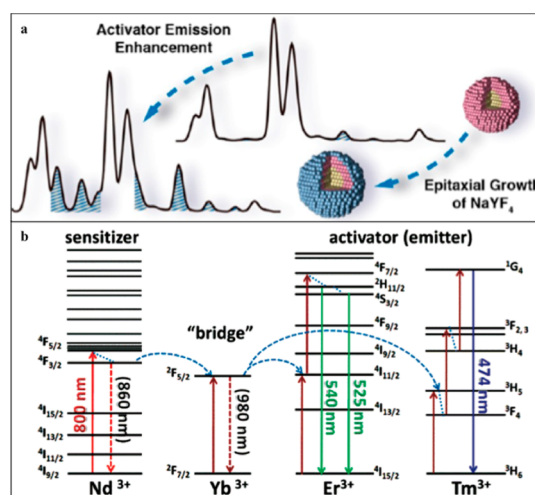 a
Activator Emission
Enhancement
Epitaxial Growth
of NaYF4
b
sensitizer
activator (emitter)
"bridge"
⁴F5/2
⁴F3/2
⁴I15/2
⁴I13/2
⁴I11/2
⁴I9/2
800 nm
(860 nm)
Nd 3+
²F5/2
²F7/2
(980 nm)
Yb 3+
⁴F7/2
²H11/2
⁴S3/2
⁴F9/2
⁴I9/2
⁴I11/2
⁴I13/2
⁴I15/2
540 nm
525 nm
Er3+
¹G4
³F2, 3
³H4
³H5
³F4
³H6
474 nm
Tm3+